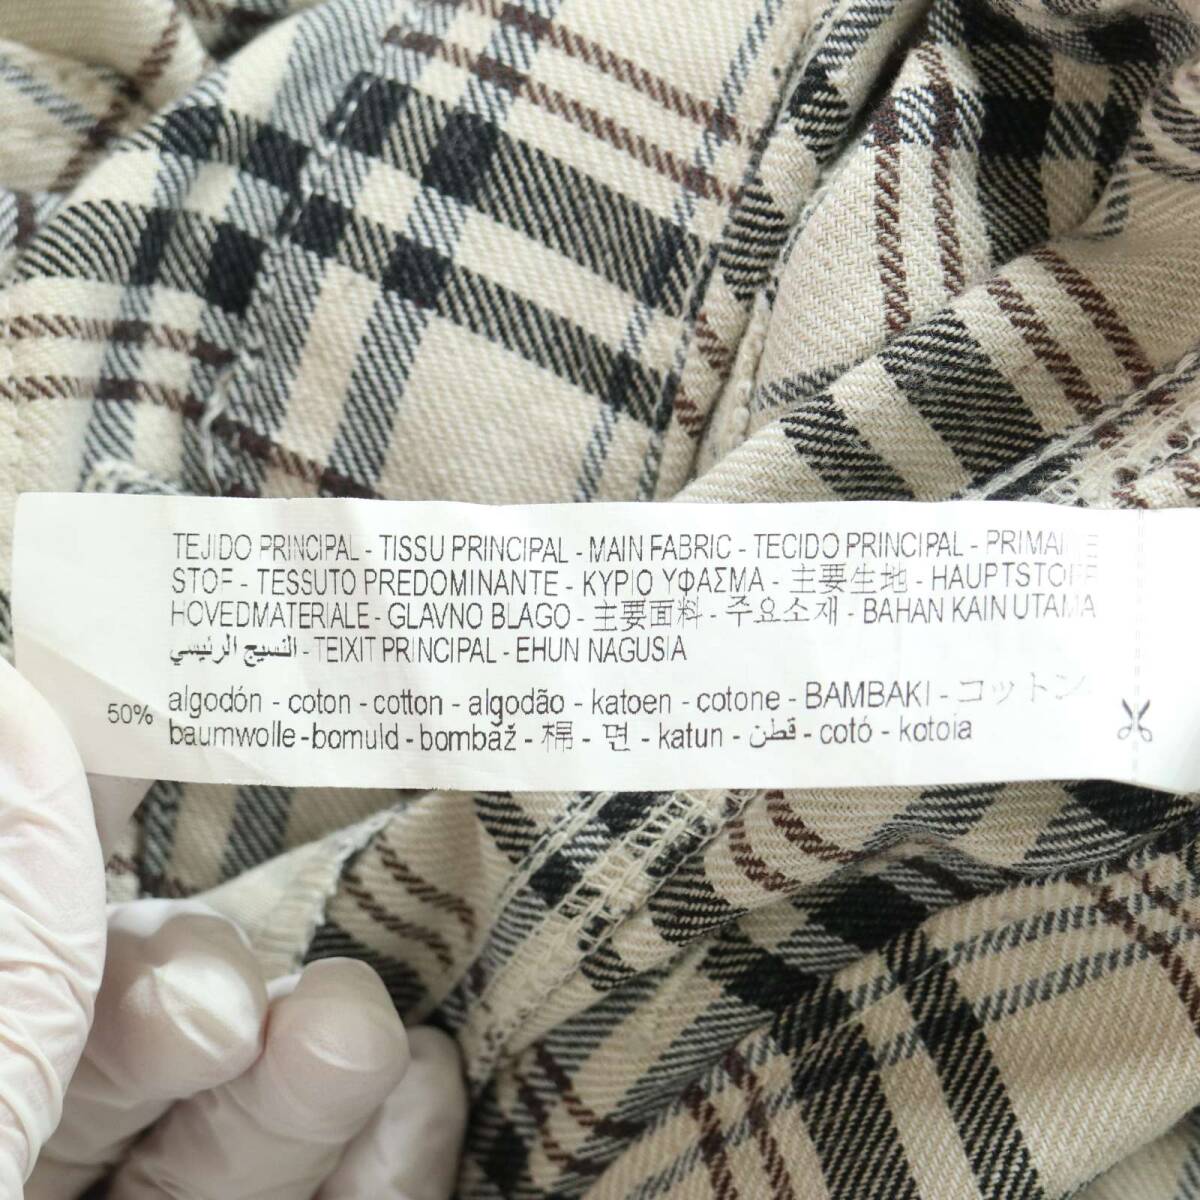 TEJIDO PRINCIPAL - TISSU PRINCIPAL - MAIN FABRIC - TECIDO PRINCIPAL - PRIMAIRE
STOF - TESSUTO PREDOMINANTE - ΚΥΡΙΟ ΥΦΑΣΜΑ - 主要生地 - HAUPTSTOFF
HOVEDMATERIALE - GLAVNO BLAGO - 主要面料 - 주요소재 - BAHAN KAIN UTAMA
النسيج الرئيسي - TEIXIT PRINCIPAL - EHUN NAGUSIA
50% algodón - coton - cotton - algodão - katoen - cotone - BAMBAKI - コットン
baumwolle - bomuld - bombaž - 棉 - 면 - katun - قطن - cotó - kotoia